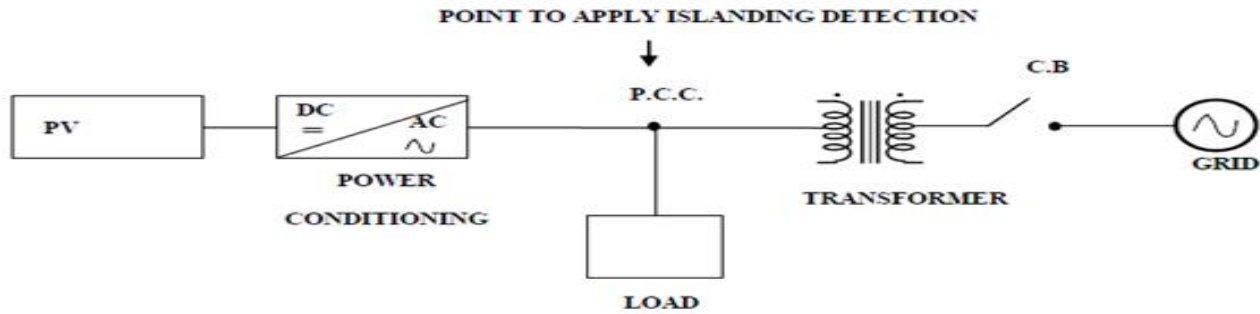 POINT TO APPLY ISLANDING DETECTION
C.B
P.C.C.
PV
DC
=
AC
GRID
POWER
CONDITIONING
TRANSFORMER
LOAD